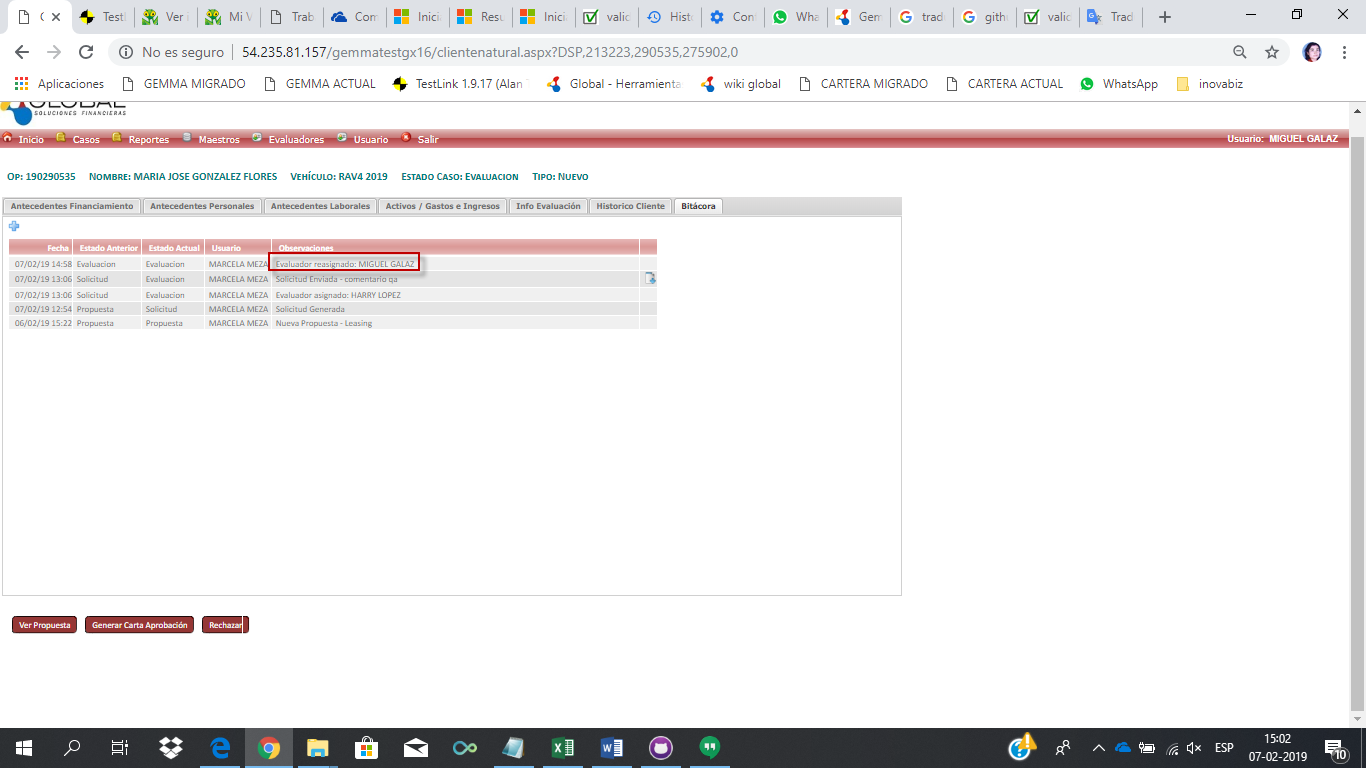 C
Testl
Ver i
Mi V
Trab
Com
Inicia
Resu
Inicia
valid
Histo
Conf
Wha
Gem
tradu
githu
valid
Trad
No es seguro | 54.235.81.157/gemmatestgx16/clientenatural.aspx?DSP,213223,290535,275902,0
Aplicaciones GEMMA MIGRADO GEMMA ACTUAL TestLink 1.9.17 (Alan Global - Herramienta wiki global CARTERA MIGRADO CARTERA ACTUAL WhatsApp inovabiz
GLOBAL
SOLUCIONES FINANCIERAS
Inicio Casos Reportes Maestros Evaluadores Usuario Salir Usuario: MIGUEL GALAZ
OP: 190290535 NOMBRE: MARIA JOSE GONZALEZ FLORES VEHÍCULO: RAV4 2019 ESTADO CASO: EVALUACION TIPO: NUEVO
Antecedentes Financiamiento Antecedentes Personales Antecedentes Laborales Activos / Gastos e Ingresos Info Evaluación Historico Cliente Bitácora
Fecha Estado Anterior Estado Actual Usuario Observaciones
07/02/19 14:58 Evaluacion Evaluacion MARCELA MEZA Evaluador reasignado: MIGUEL GALAZ
07/02/19 13:06 Solicitud Evaluacion MARCELA MEZA Solicitud Enviada - comentario qa
07/02/19 13:06 Solicitud Evaluacion MARCELA MEZA Evaluador asignado: HARRY LOPEZ
07/02/19 12:54 Propuesta Solicitud MARCELA MEZA Solicitud Generada
06/02/19 15:22 Propuesta Propuesta MARCELA MEZA Nueva Propuesta - Leasing
Ver Propuesta Generar Carta Aprobación Rechazar
ESP
15:02
07-02-2019
10